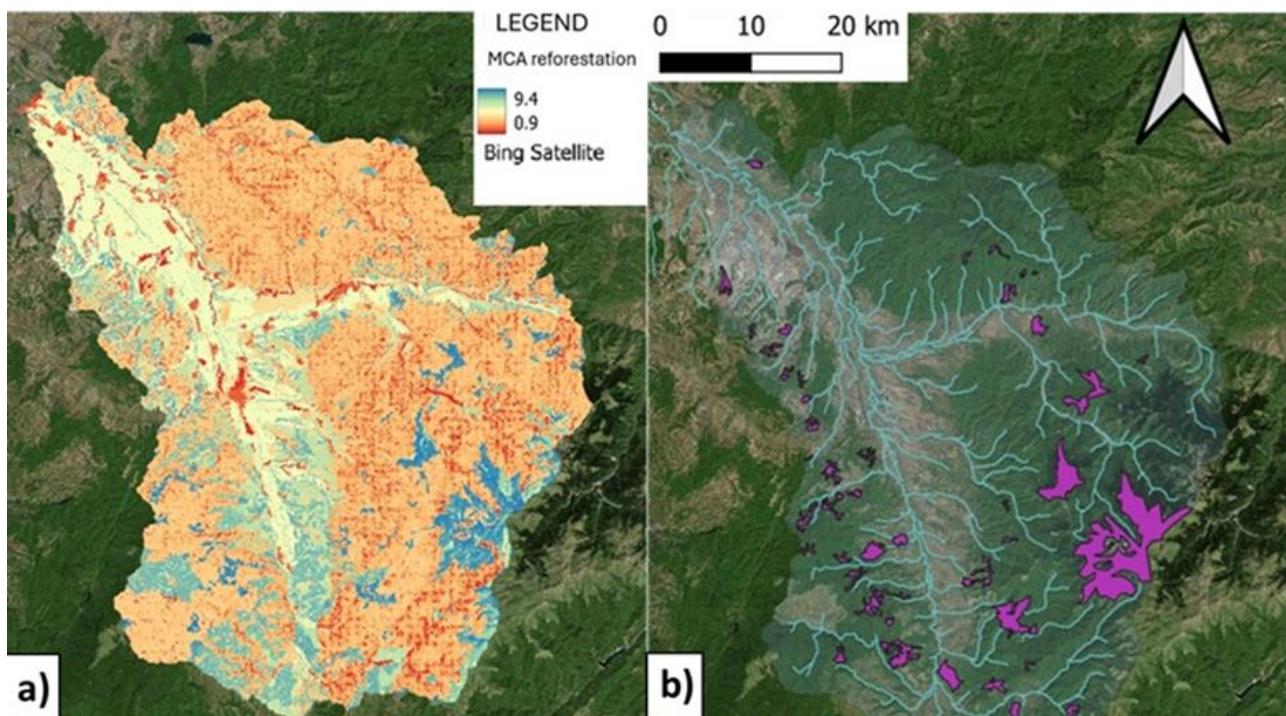 LEGEND
MCA reforestation
9.4
0.9
Bing Satellite
0 10 20 km
a)
b)